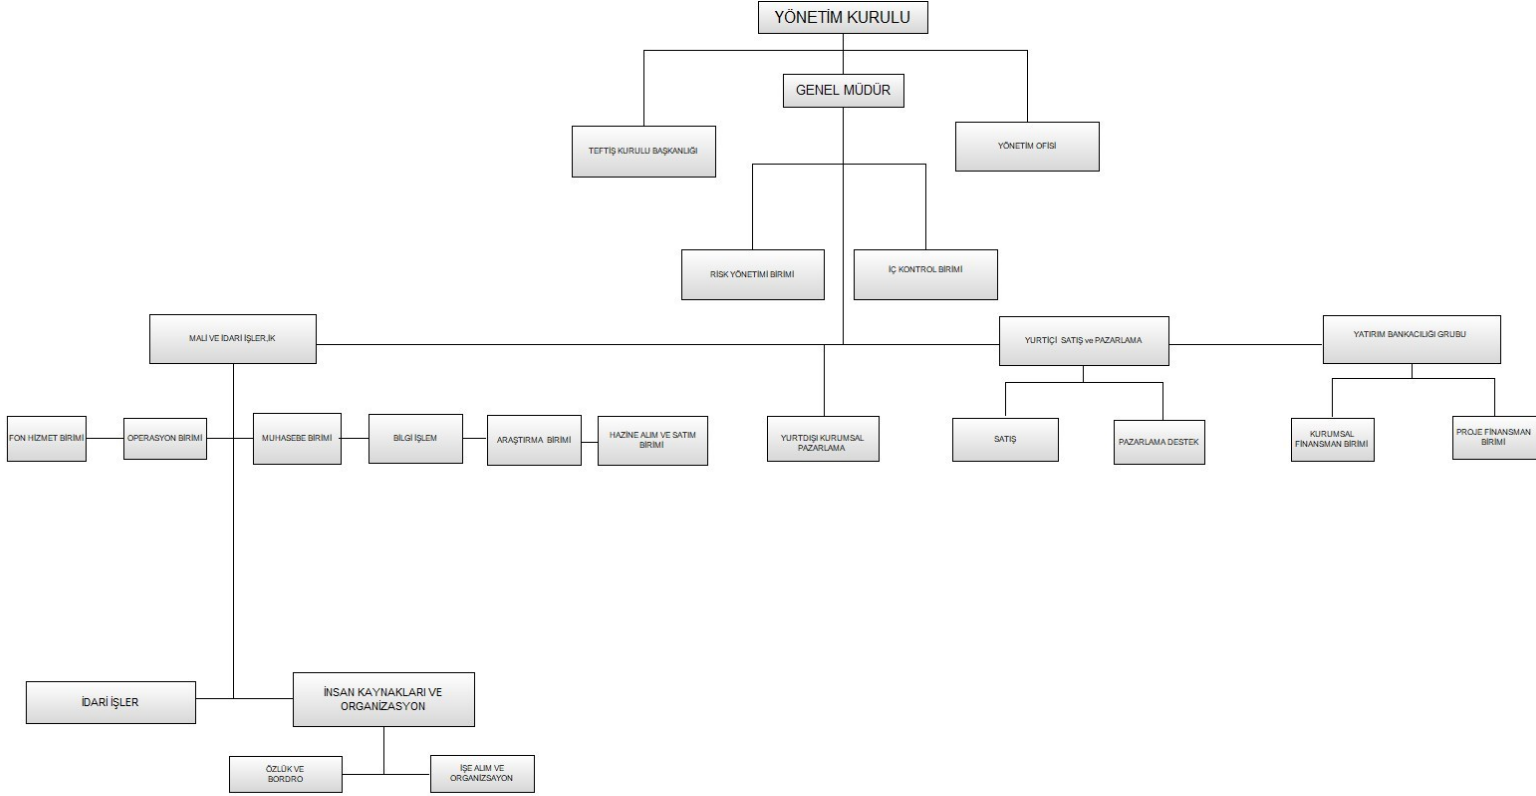 YÖNETİM KURULU
GENEL MÜDÜR
TEFTİŞ KURULU BAŞKANLIĞI
YÖNETİM OFİSİ
RİSK YÖNETİMİ BİRİMİ
İÇ KONTROL BİRİMİ
MALİ VE İDARİ İŞLER,İK
YURTİÇİ SATIŞ ve PAZARLAMA
YATIRIM BANKACILIĞI GRUBU
FON HİZMET BİRİMİ
OPERASYON BİRİMİ
MUHASEBE BİRİMİ
BİLGİ İŞLEM
ARAŞTIRMA BİRİMİ
HAZİNE ALIM VE SATIM
BİRİMİ
YURTDIŞI KURUMSAL
PAZARLAMA
SATIŞ
PAZARLAMA DESTEK
KURUMSAL
FİNANSMAN BİRİMİ
PROJE FİNANSMAN
BİRİMİ
İDARİ İŞLER
İNSAN KAYNAKLARI VE
ORGANİZASYON
ÖZLÜK VE
BORDRO
İŞE ALIM VE
ORGANİZSAYON